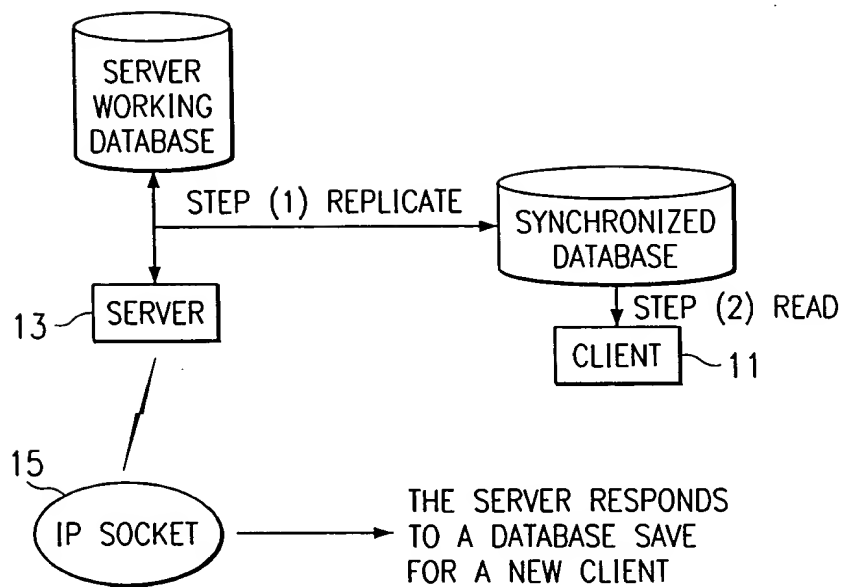 SERVER
WORKING
DATABASE
STEP (1) REPLICATE
SYNCHRONIZED
DATABASE
13
SERVER
STEP (2) READ
CLIENT
11
15
IP SOCKET
THE SERVER RESPONDS
TO A DATABASE SAVE
FOR A NEW CLIENT